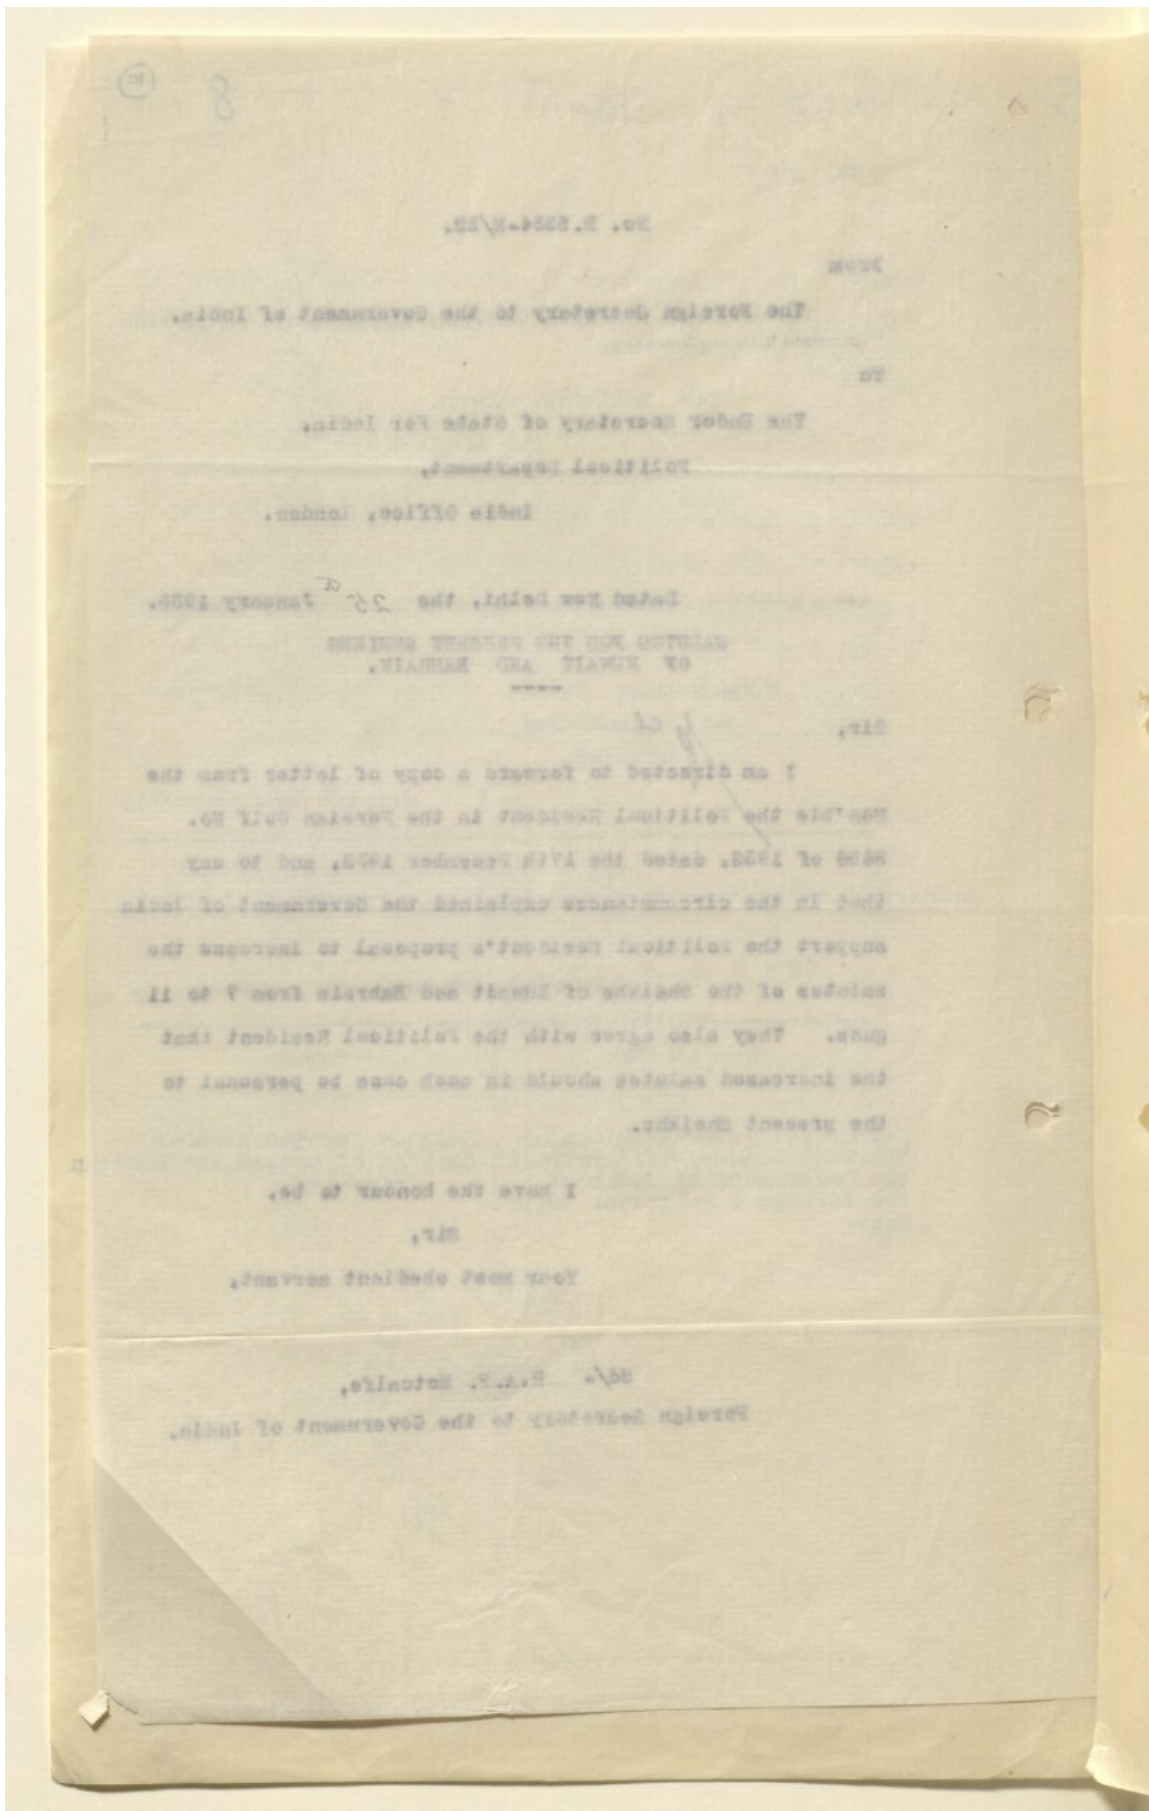 8
10
From
The Foreign Secretary to the Government of India.
To
The Under Secretary of State for India,
Political Department,
India Office, London.
Dated New Delhi, the 25 January
SALUTES FOR THE PRESENT SHEIKHS
OF KUWAIT AND BAHRAIN.
Sir,
I am directed to forward a copy of letter from the
Hon'ble the Political Resident in the Persian Gulf No.
of 1932, dated the 17th December 1932, and to say
that in the circumstances explained the Government of India
support the Political Resident's proposal to increase the
salutes of the Sheikhs of Kuwait and Bahrain from 7 to 11
guns. They also agree with the Political Resident that
the increased salutes should in each case be personal to
the present Sheikhs.
I have the honour to be,
Sir,
Your most obedient servant,
Sd/- H.A.F. Metcalfe,
Foreign Secretary to the Government of India.